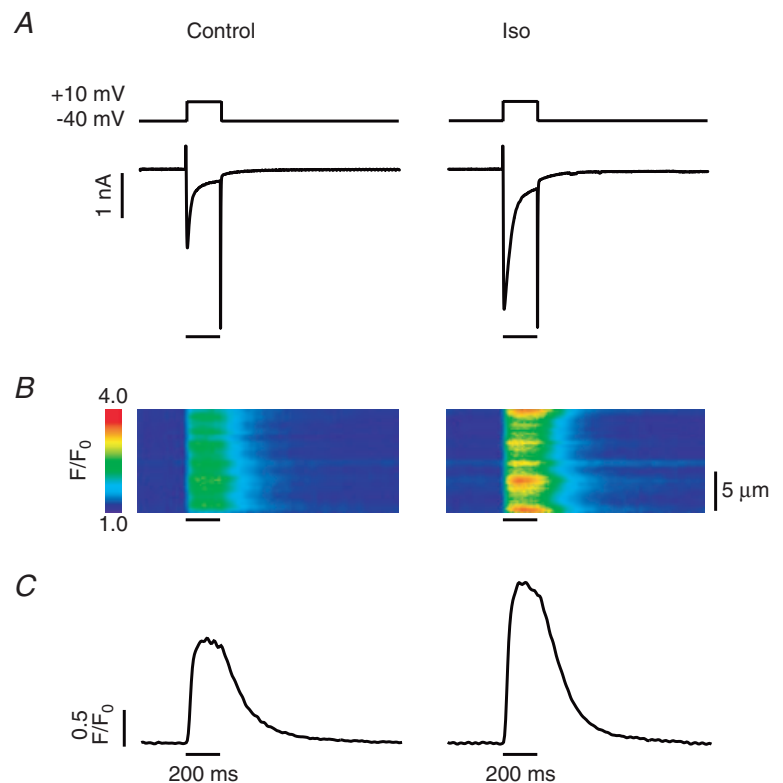 A
Control
Iso
+10 mV
-40 mV
1 nA
B
4.0
F/F0
1.0
5 μm
C
0.5
F/F0
200 ms
200 ms